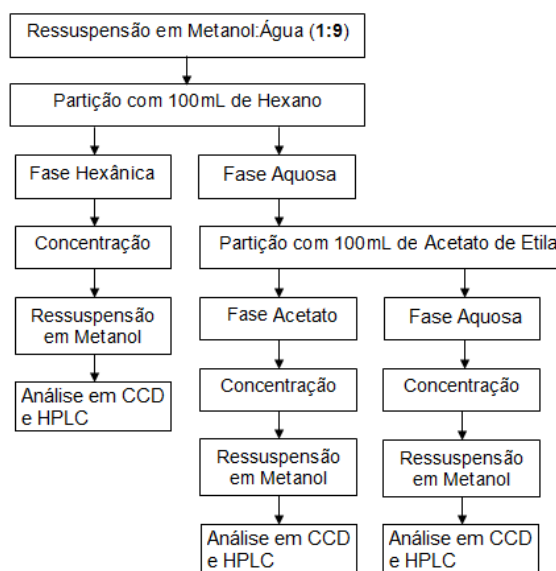 Ressuspensão em Metanol:Água (1:9)
Partição com 100mL de Hexano
Fase Hexânica
Fase Aquosa
Concentração
Partição com 100mL de Acetato de Etila
Ressuspensão
em Metanol
Fase Acetato
Fase Aquosa
Análise em CCD
e HPLC
Concentração
Concentração
Ressuspensão
em Metanol
Ressuspensão
em Metanol
Análise em CCD
e HPLC
Análise em CCD
e HPLC